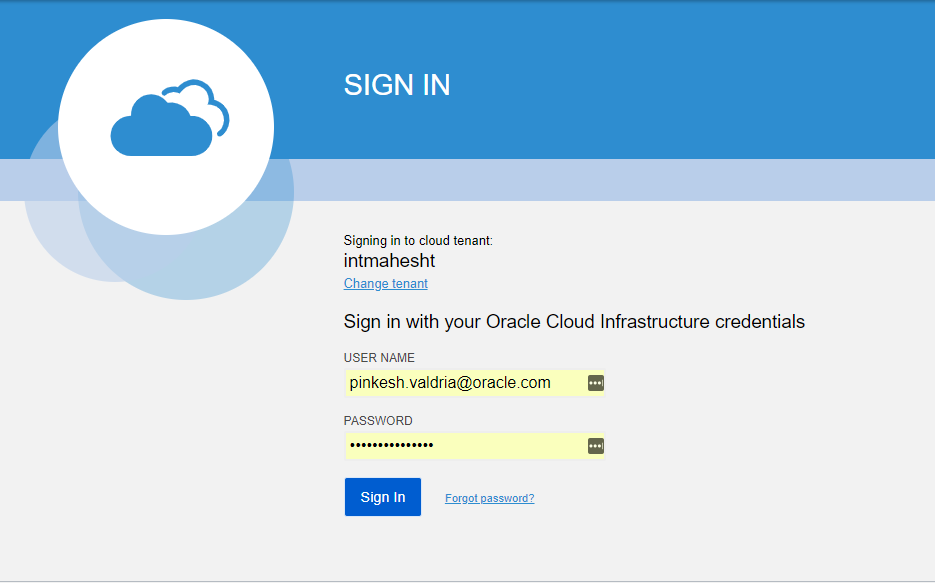 SIGN IN
Signing in to cloud tenant:
intmahesht
Change tenant
Sign in with your Oracle Cloud Infrastructure credentials
USER NAME
pinkesh.valdria@oracle.com
PASSWORD
•••••••••••••••
Sign In
Forgot password?